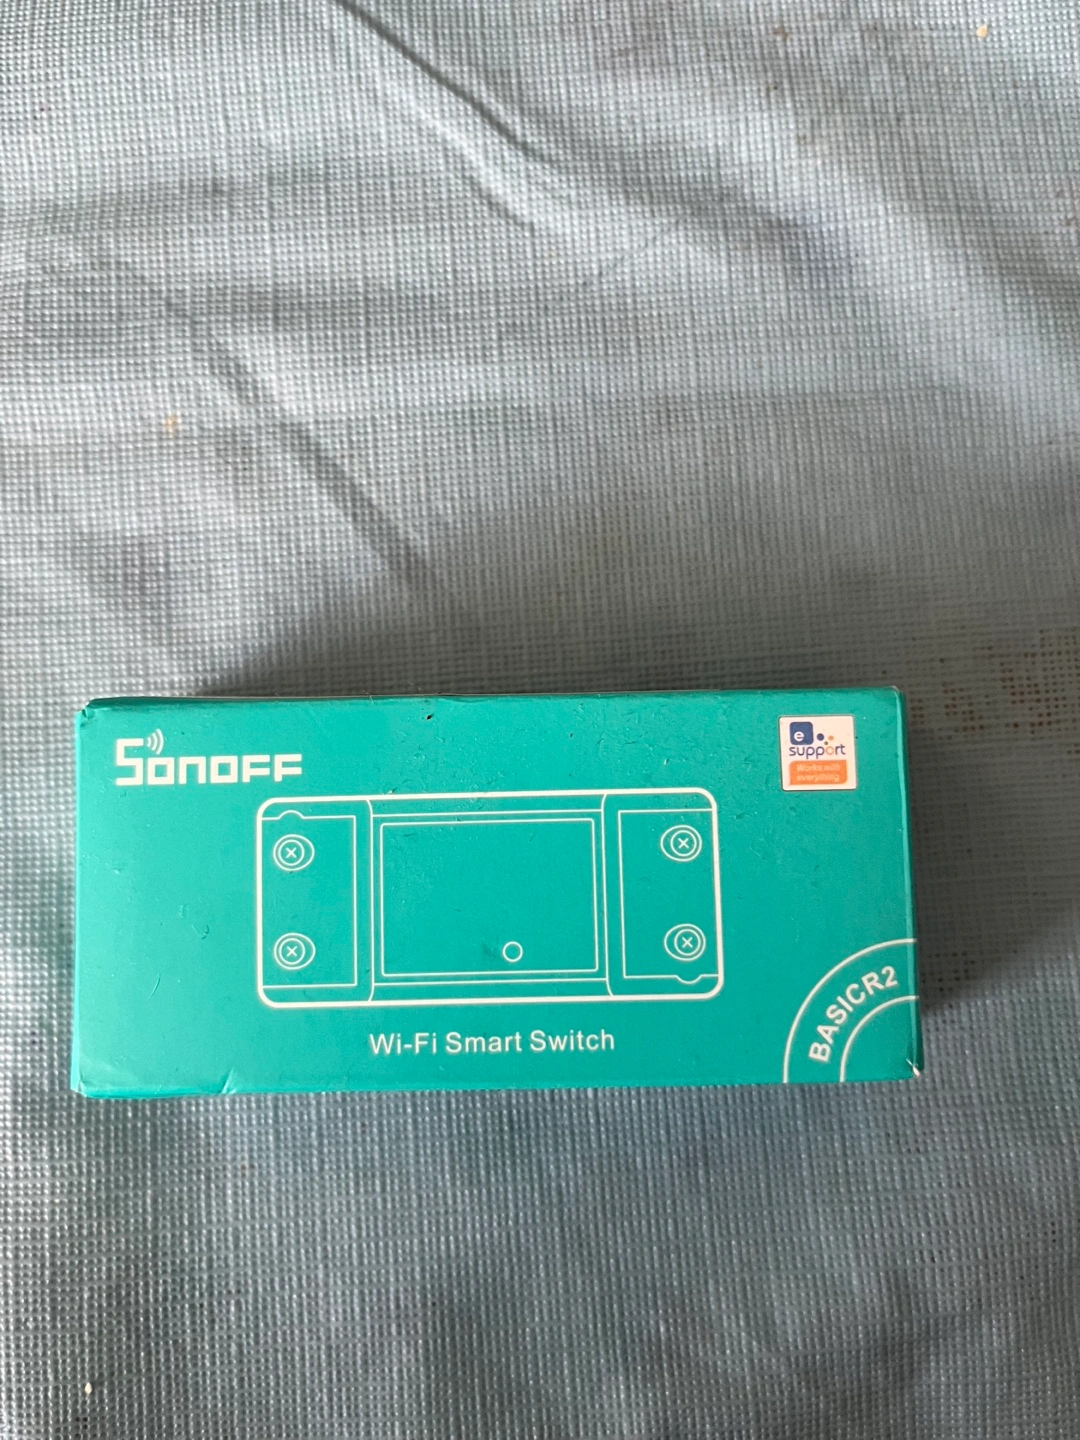 SONOFF
e
support
Works with
everything
Wi-Fi Smart Switch
BASICR2